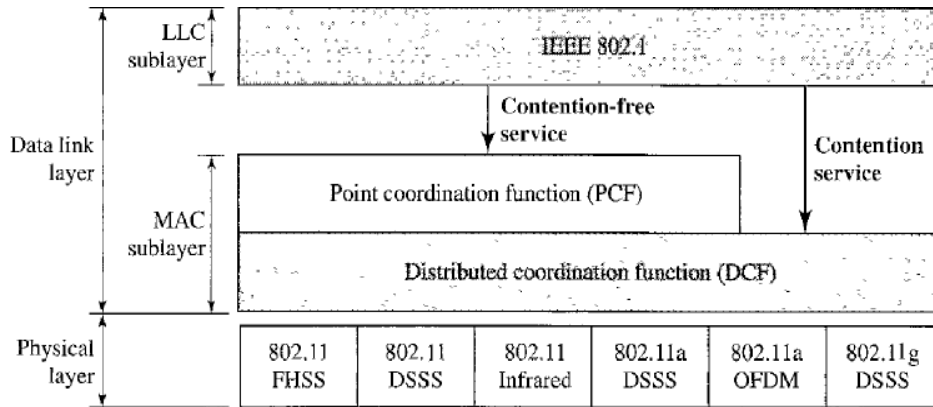 LLC
sublayer
IEEE 802.1
Contention-free
service
Data link
layer
Contention
service
MAC
sublayer
Point coordination function (PCF)
Distributed coordination function (DCF)
Physical
layer
802.11
FHSS
802.11
DSSS
802.11
Infrared
802.11a
DSSS
802.11a
OFDM
802.11g
DSSS